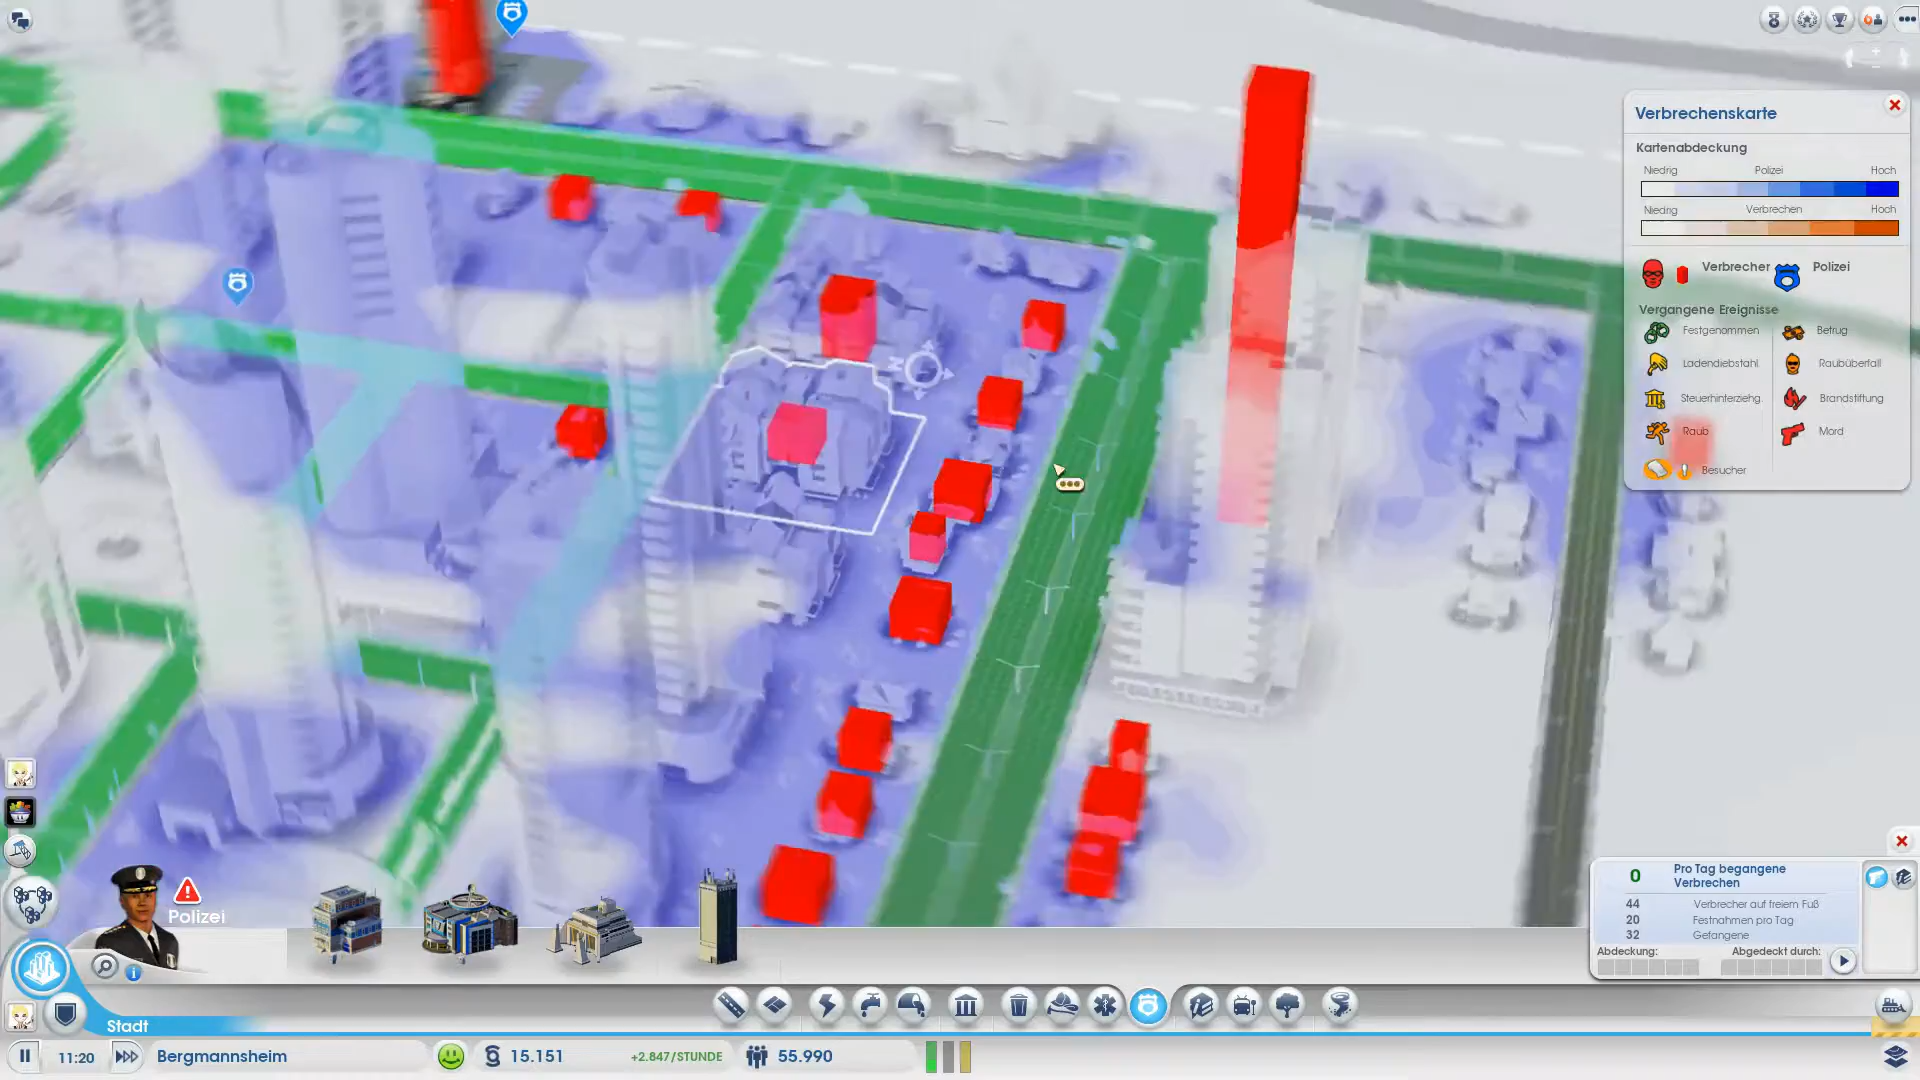 Verbrechenskarte
Kartenabdeckung
Niedrig Polizei Hoch
Niedrig Verbrechen Hoch
Verbrecher Polizei
Vergangene Ereignisse
Festgenommen Betrug
Ladendiebstahl Raubüberfall
Steuerhinterziehg. Brandstiftung
Raub Mord
Besucher
Polizei
0 Pro Tag begangene
Verbrechen
44 Verbrecher auf freiem Fuß
20 Festnahmen pro Tag
32 Gefangene
Abdeckung: Abgedeckt durch:
Stadt
11:20 Bergmannsheim 15.151 +2.847/STUNDE 55.990